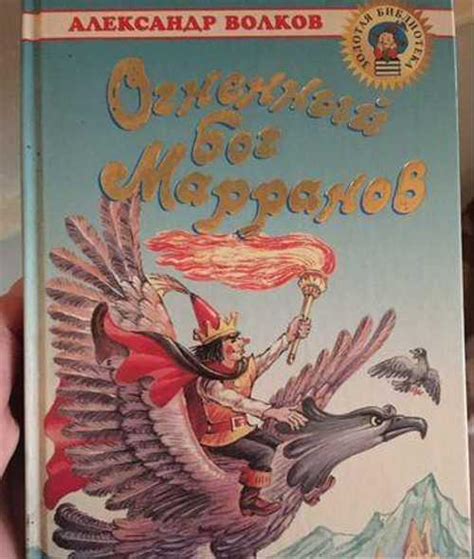 АЛЕКСАНДР ВОЛКОВ
ЗОЛОТАЯ БИБЛИОТЕКА
Огненный
бог
Марранов